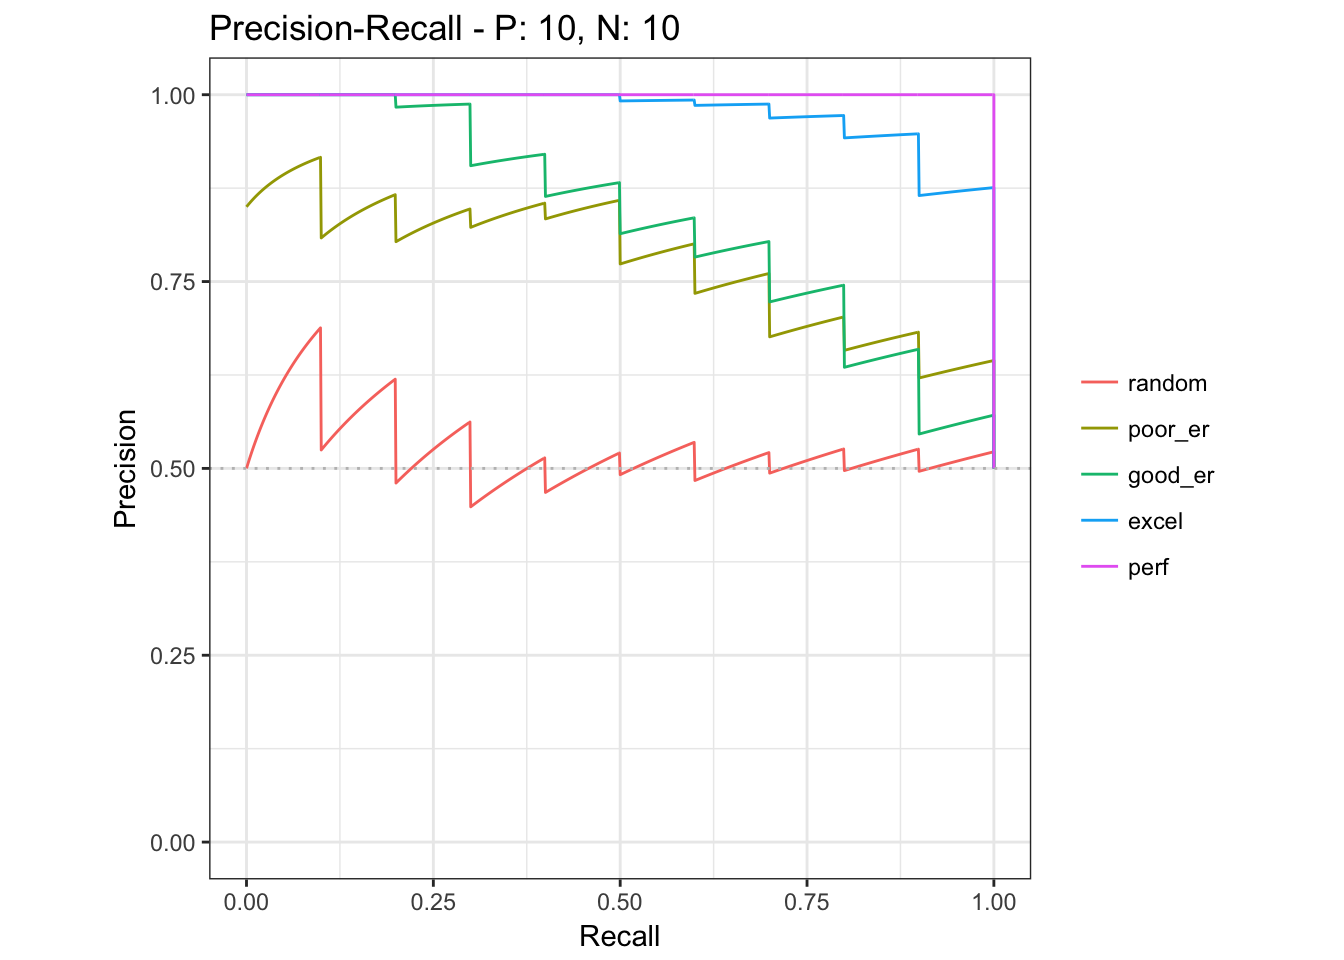 Precision-Recall - P: 10, N: 10
Precision
1.00
0.75
0.50
0.25
0.00
0.00 0.25 0.50 0.75 1.00
Recall
random
poor_er
good_er
excel
perf